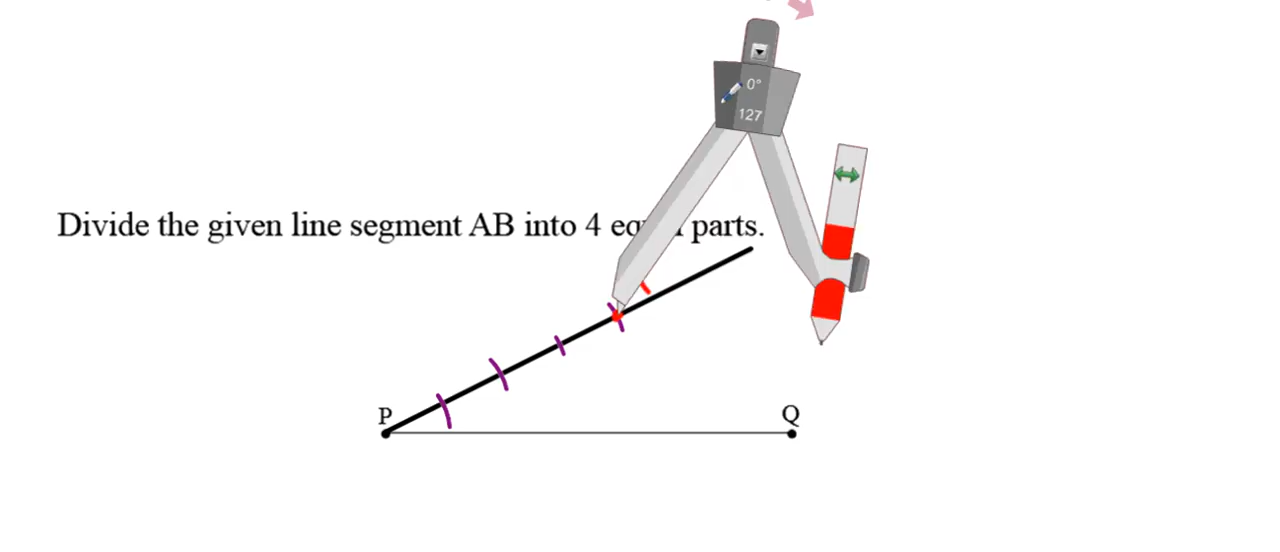 0°
127
Divide the given line segment AB into 4 parts.
P
Q